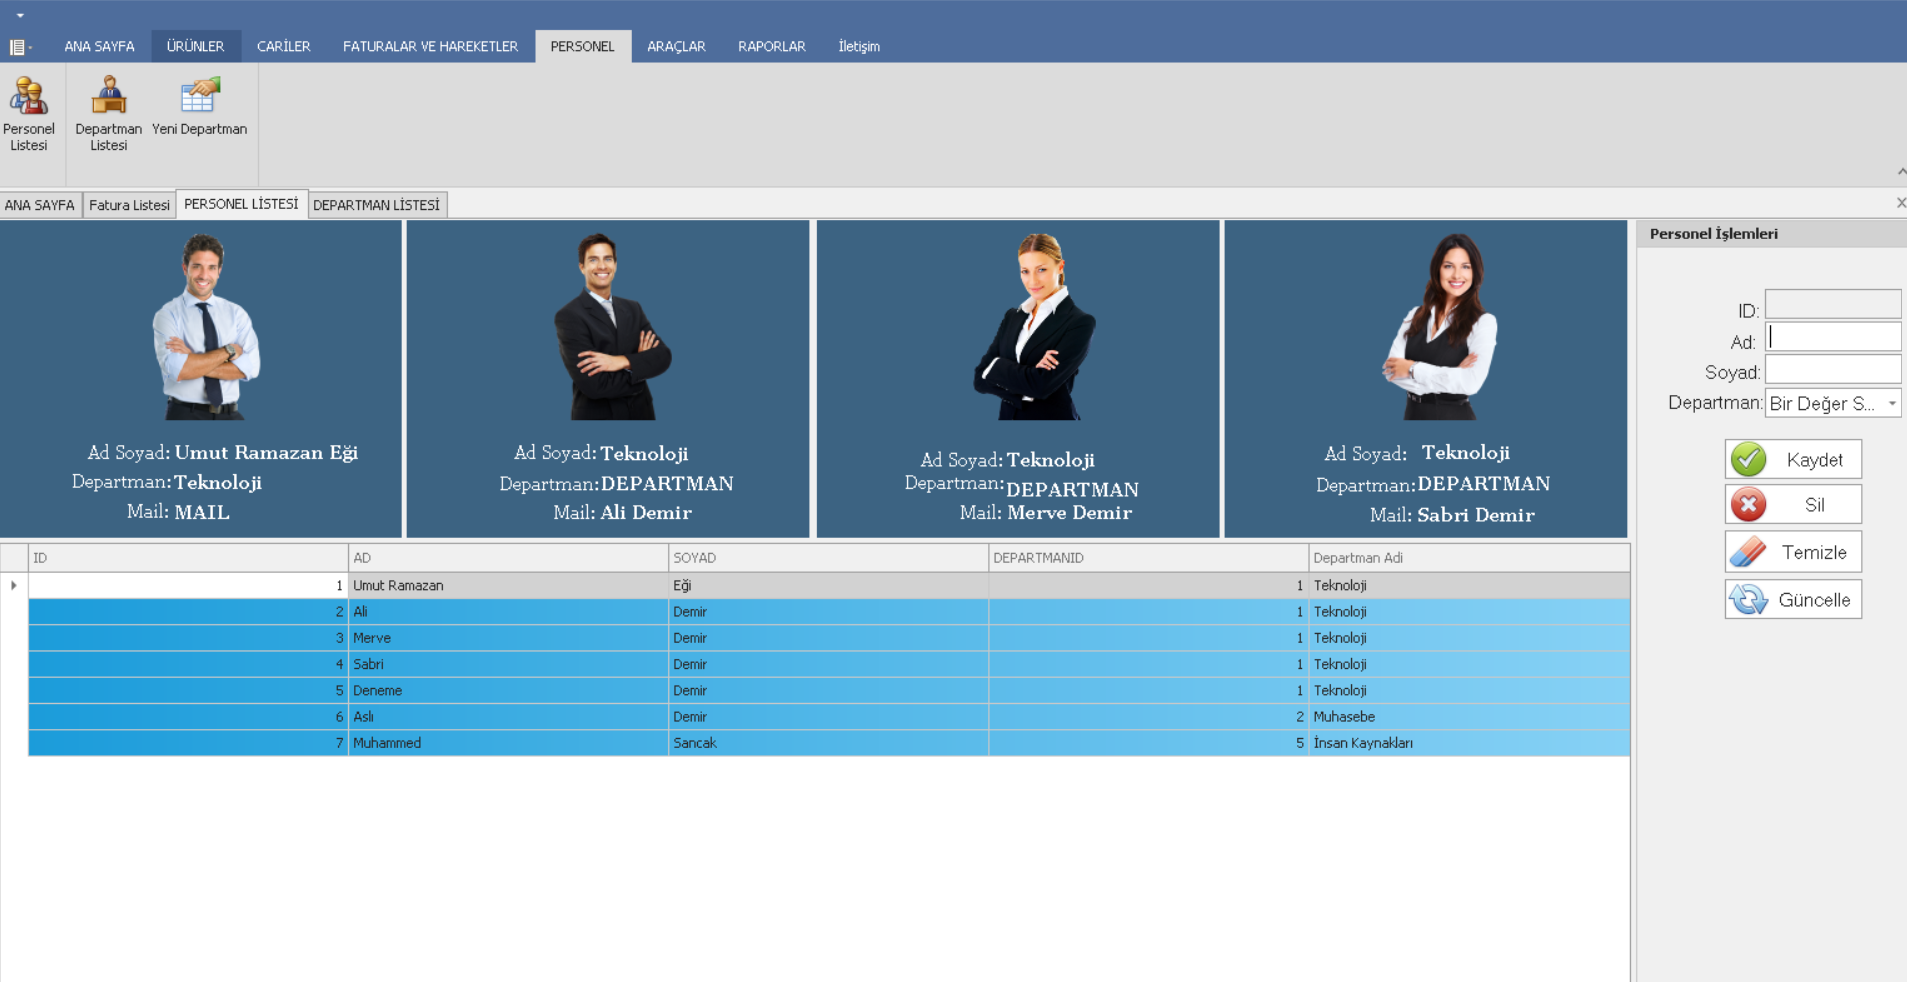 ANA SAYFA ÜRÜNLER CARİLER FATURALAR VE HAREKETLER PERSONEL ARAÇLAR RAPORLAR İletişim
Personel Listesi
Departman Listesi
Yeni Departman
ANA SAYFA Fatura Listesi PERSONEL LİSTESİ DEPARTMAN LİSTESİ
Ad Soyad: Umut Ramazan Eği
Departman: Teknoloji
Mail: MAIL
Ad Soyad: Teknoloji
Departman: DEPARTMAN
Mail: Ali Demir
Ad Soyad: Teknoloji
Departman: DEPARTMAN
Mail: Merve Demir
Ad Soyad: Teknoloji
Departman: DEPARTMAN
Mail: Sabri Demir
Personel İşlemleri
ID:
Ad:
Soyad:
Departman: Bir Değer S...
Kaydet
Sil
Temizle
Güncelle
ID AD SOYAD DEPARTMANID Departman Adi
1 Umut Ramazan Eği 1 Teknoloji
2 Ali Demir 1 Teknoloji
3 Merve Demir 1 Teknoloji
4 Sabri Demir 1 Teknoloji
5 Deneme Demir 1 Teknoloji
6 Aslı Demir 2 Muhasebe
7 Muhammed Sancak 5 İnsan Kaynakları